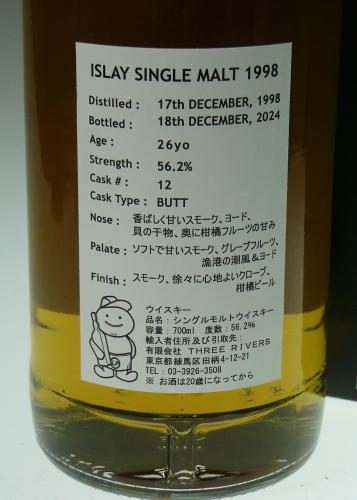 ISLAY SINGLE MALT 1998
Distilled : 17th DECEMBER, 1998
Bottled : 18th DECEMBER, 2024
Age : 26yo
Strength : 56.2%
Cask # : 12
Cask Type : BUTT
Nose : 香ばしく甘いスモーク、ヨード、
貝の干物、奥に柑橘フルーツの甘み
Palate : ソフトで甘いスモーク、グレープフルーツ、
漁港の潮風&ヨード
Finish : スモーク、徐々に心地よいクローブ、
柑橘ピール
ウイスキー
品名：シングルモルトウイスキー
容量：700ml 度数：56.2%
輸入者住所及び引取先：
有限会社 THREE RIVERS
東京都練馬区田柄4-12-21
TEL : 03-3926-3508
※ お酒は20歳になってから